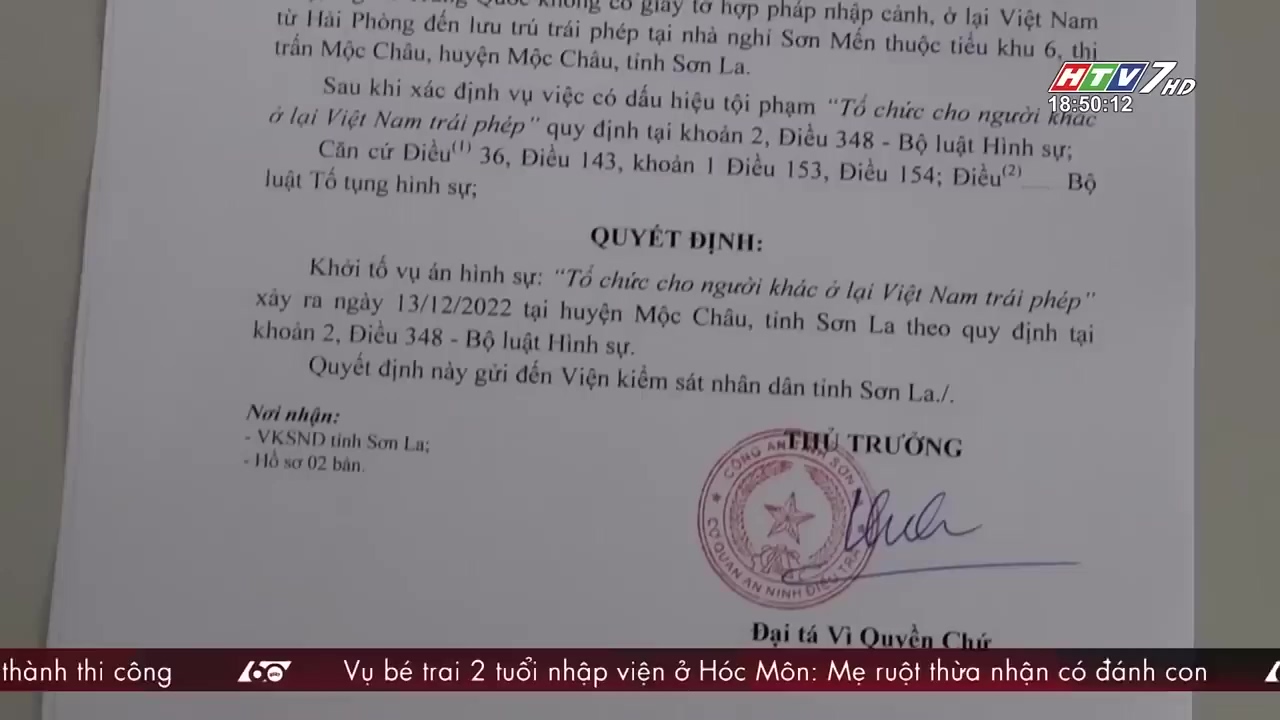 Quốc không có giấy tờ hợp pháp nhập cảnh, ở lại Việt Nam
từ Hải Phòng đến lưu trú trái phép tại nhà nghỉ Sơn Mến thuộc tiểu khu 6, thị
trấn Mộc Châu, huyện Mộc Châu, tỉnh Sơn La.
Sau khi xác định vụ việc có dấu hiệu tội phạm "Tổ chức cho người khác
ở lại Việt Nam trái phép" quy định tại khoản 2, Điều 348 - Bộ luật Hình sự;
Căn cứ Điều(1) 36, Điều 143, khoản 1 Điều 153, Điều 154; Điều(2) Bộ
luật Tố tụng hình sự;
QUYẾT ĐỊNH:
Khởi tố vụ án hình sự: "Tổ chức cho người khác ở lại Việt Nam trái phép"
xảy ra ngày 13/12/2022 tại huyện Mộc Châu, tỉnh Sơn La theo quy định tại
khoản 2, Điều 348 - Bộ luật Hình sự.
Quyết định này gửi đến Viện kiểm sát nhân dân tỉnh Sơn La./.
Nơi nhận:
- VKSND tỉnh Sơn La;
- Hồ sơ 02 bản.
THỦ TRƯỞNG
CÔNG AN TỈNH SƠN
CƠ QUAN AN NINH ĐIỀU TRA
Đại tá Vì Quyền Chứ
HTV7 HD
18:50:12
thành thi công
60 giây
Vụ bé trai 2 tuổi nhập viện ở Hóc Môn: Mẹ ruột thừa nhận có đánh con